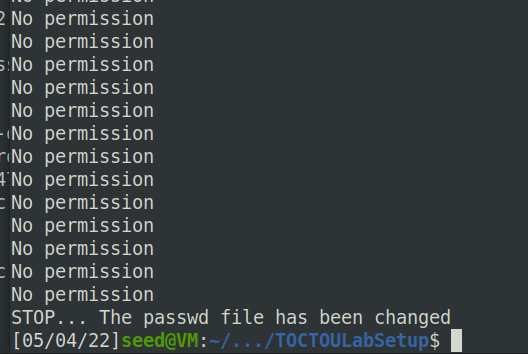 No permission
No permission
No permission
No permission
No permission
No permission
No permission
No permission
No permission
No permission
No permission
No permission
No permission
STOP... The passwd file has been changed
[05/04/22]seed@VM:~/.../TOCTOULabSetup$